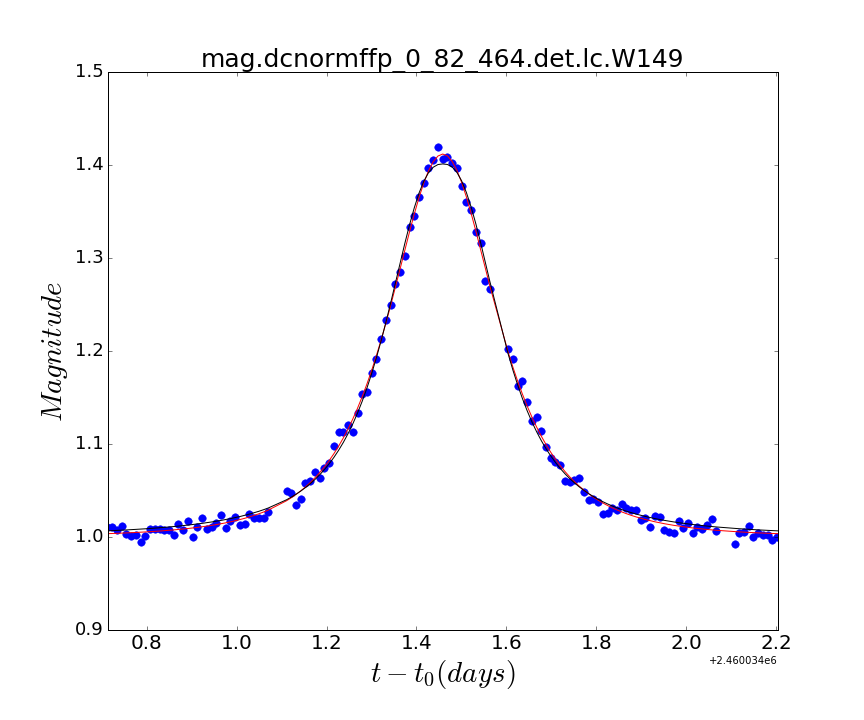 mag.dcnormffp_0_82_464.det.lc.W149
1.5
1.4
1.3
1.2
1.1
1.0
0.9
Magnitude
0.8 1.0 1.2 1.4 1.6 1.8 2.0 2.2
+2.460034e6
t − t₀(days)